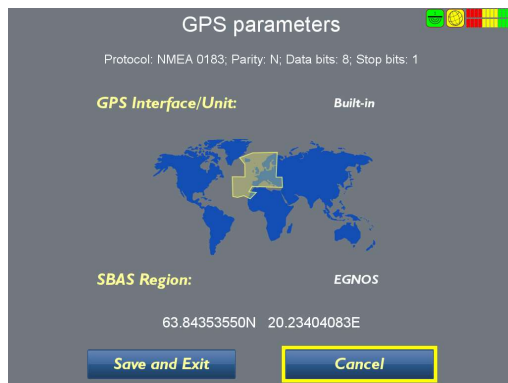 GPS parameters
Protocol: NMEA 0183; Parity: N; Data bits: 8; Stop bits: 1
GPS Interface/Unit: Built-in
SBAS Region: EGNOS
63.84353550N 20.23404083E
Save and Exit Cancel